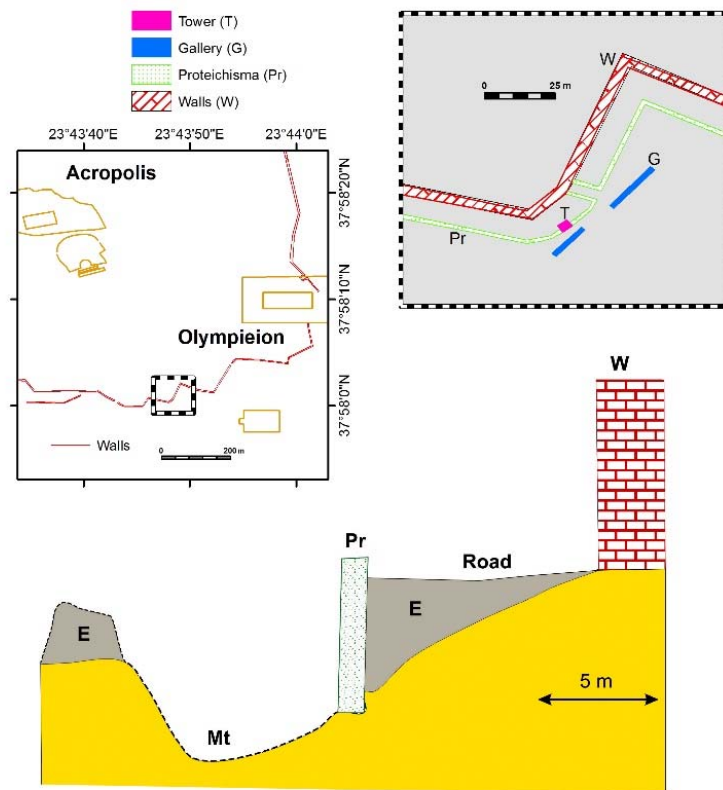 Tower (T)
Gallery (G)
Proteichisma (Pr)
Walls (W)
23°43'40"E 23°43'50"E 23°44'0"E
Acropolis
37°58'20"N
37°58'10"N
Olympieion
37°58'0"N
Walls
0 200 m
W
0 25 m
G
T
Pr
W
Pr
Road
E
E
5 m
Mt